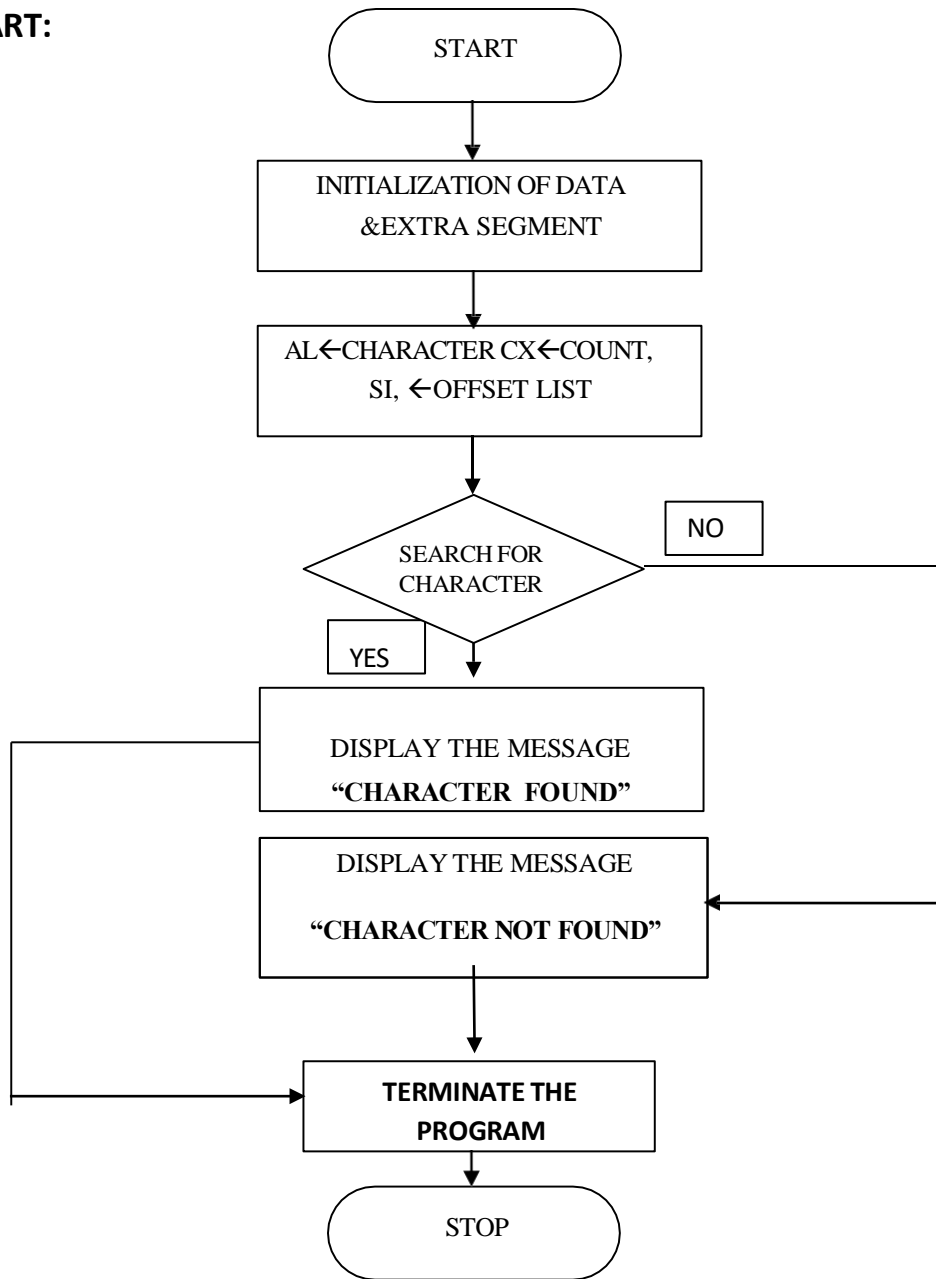 ART:
START
INITIALIZATION OF DATA
&EXTRA SEGMENT
AL←CHARACTER CX←COUNT,
SI, ←OFFSET LIST
SEARCH FOR
CHARACTER
NO
YES
DISPLAY THE MESSAGE
“CHARACTER FOUND”
DISPLAY THE MESSAGE
“CHARACTER NOT FOUND”
TERMINATE THE
PROGRAM
STOP